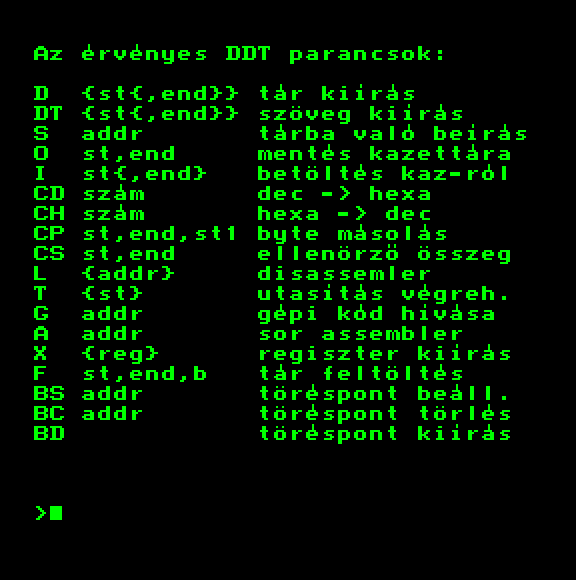 Az érvényes DDT parancsok:
D {st{,end}} tár kiirás
DT {st{,end}} szöveg kiirás
S addr tárba való beirás
O st,end mentés kazettára
I st{,end} betöltés kaz-ról
CD szám dec -> hexa
CH szám hexa -> dec
CP st,end,st1 byte másolás
CS st,end ellenörzö összeg
L {addr} disassemler
T {st} utasitás végreh.
G addr gépi kód hivása
A addr sor assembler
X {reg} regiszter kiirás
F st,end,b tár feltöltés
BS addr töréspont beáll.
BC addr töréspont törlés
BD töréspont kiirás
>